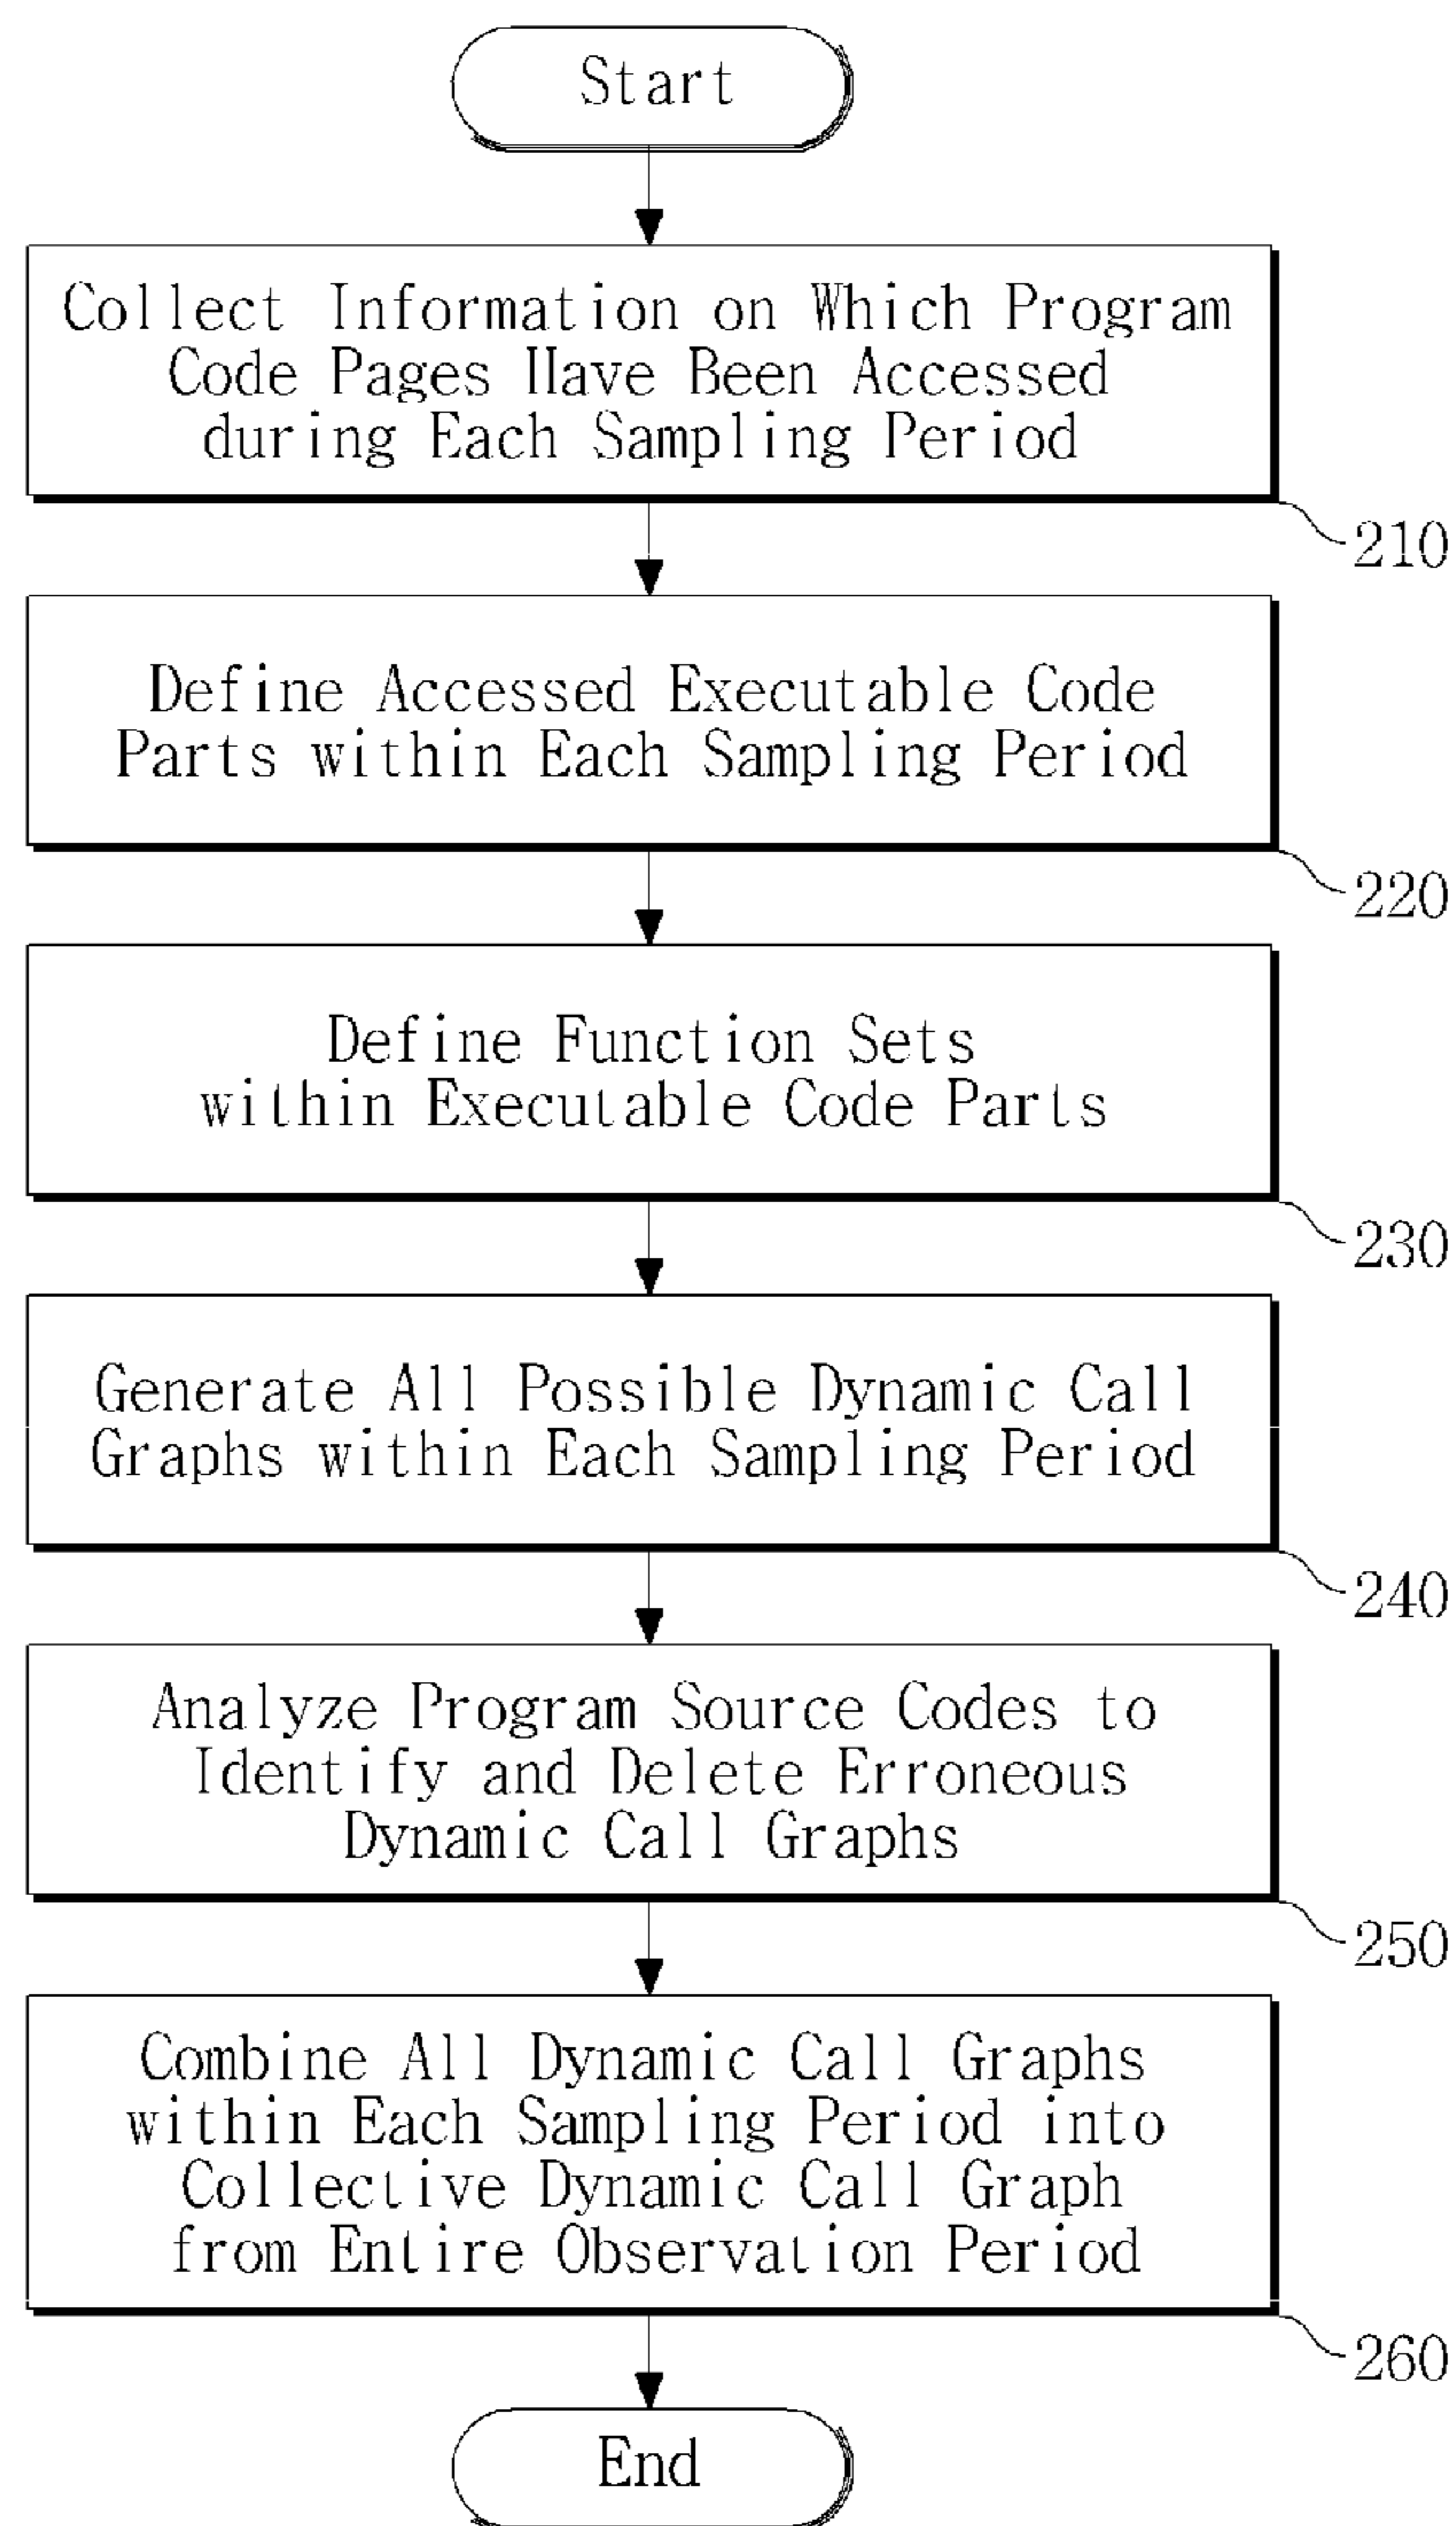 Start
Collect Information on Which Program
Code Pages Have Been Accessed
during Each Sampling Period
210
Define Accessed Executable Code
Parts within Each Sampling Period
220
Define Function Sets
within Executable Code Parts
230
Generate All Possible Dynamic Call
Graphs within Each Sampling Period
240
Analyze Program Source Codes to
Identify and Delete Erroneous
Dynamic Call Graphs
250
Combine All Dynamic Call Graphs
within Each Sampling Period into
Collective Dynamic Call Graph
from Entire Observation Period
260
End